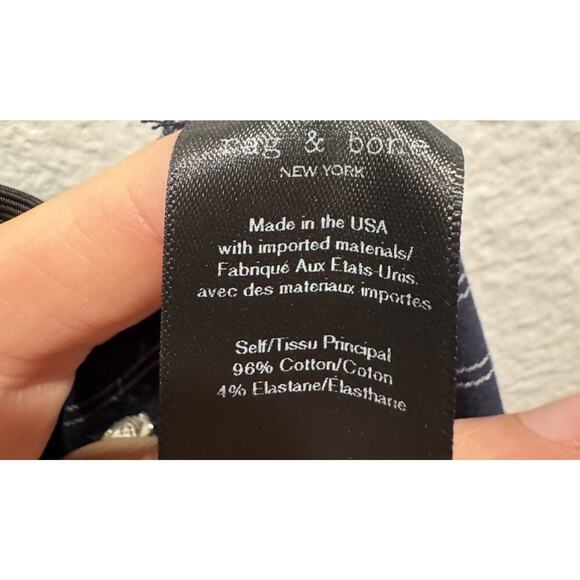 rag & bone
NEW YORK
Made in the USA
with imported materials/
Fabriqué Aux Etats-Unis.
avec des materiaux importes
Self/Tissu Principal
96% Cotton/Coton
4% Elastane/Elasthane